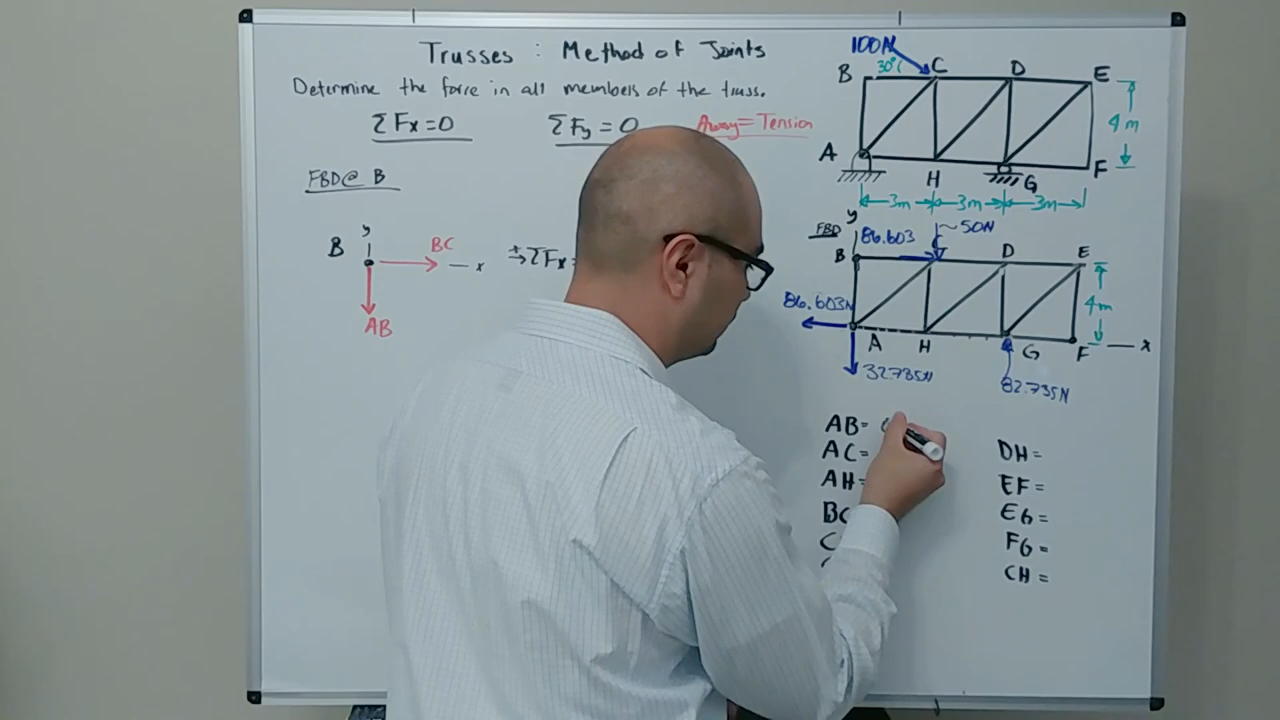 Trusses : Method of Joints
Determine the force in all members of the truss.
ΣFx=0 ΣFy=0 Away=Tension
FBD@ B
y
B BC x
AB
+→ΣFx=
100N
30°
B C D E
4m
A H G F
3m 3m 3m
FBD y 86.603 C 50N
B D E
86.603N 4m
A H G F x
32.735N 82.735N
AB=
AC= DH=
AH= EF=
BC EG=
C FG=
CH=